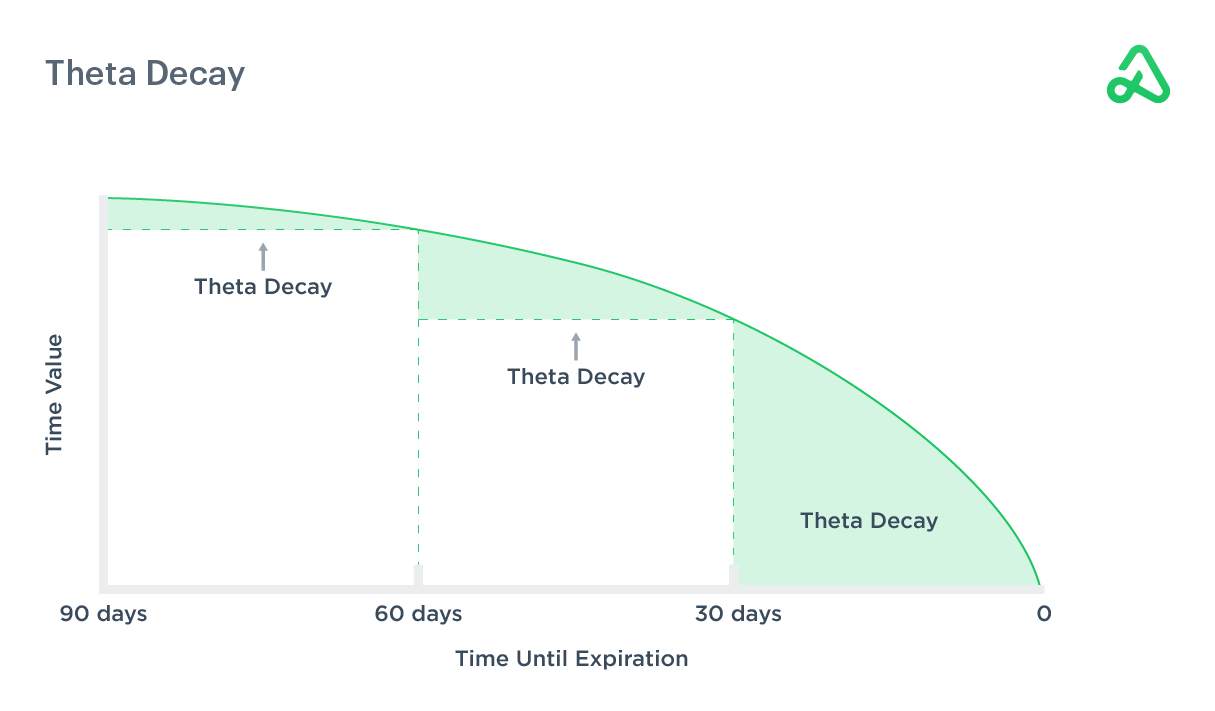 Theta Decay
Theta Decay
Theta Decay
Theta Decay
Time Value
90 days
60 days
30 days
0
Time Until Expiration